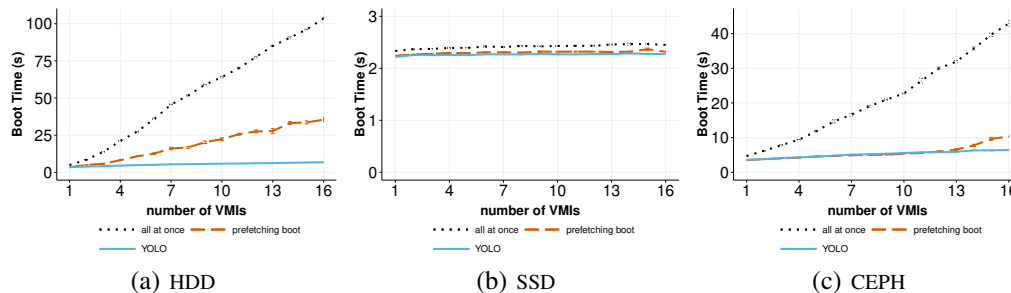 100
75
50
25
0
Boot Time (s)
1 4 7 10 13 16
number of VMIs
all at once prefetching boot
YOLO
(a) HDD
3
2
1
0
Boot Time (s)
1 4 7 10 13 16
number of VMIs
all at once prefetching boot
YOLO
(b) SSD
40
30
20
10
0
Boot Time (s)
1 4 7 10 13 16
number of VMIs
all at once prefetching boot
YOLO
(c) CEPH